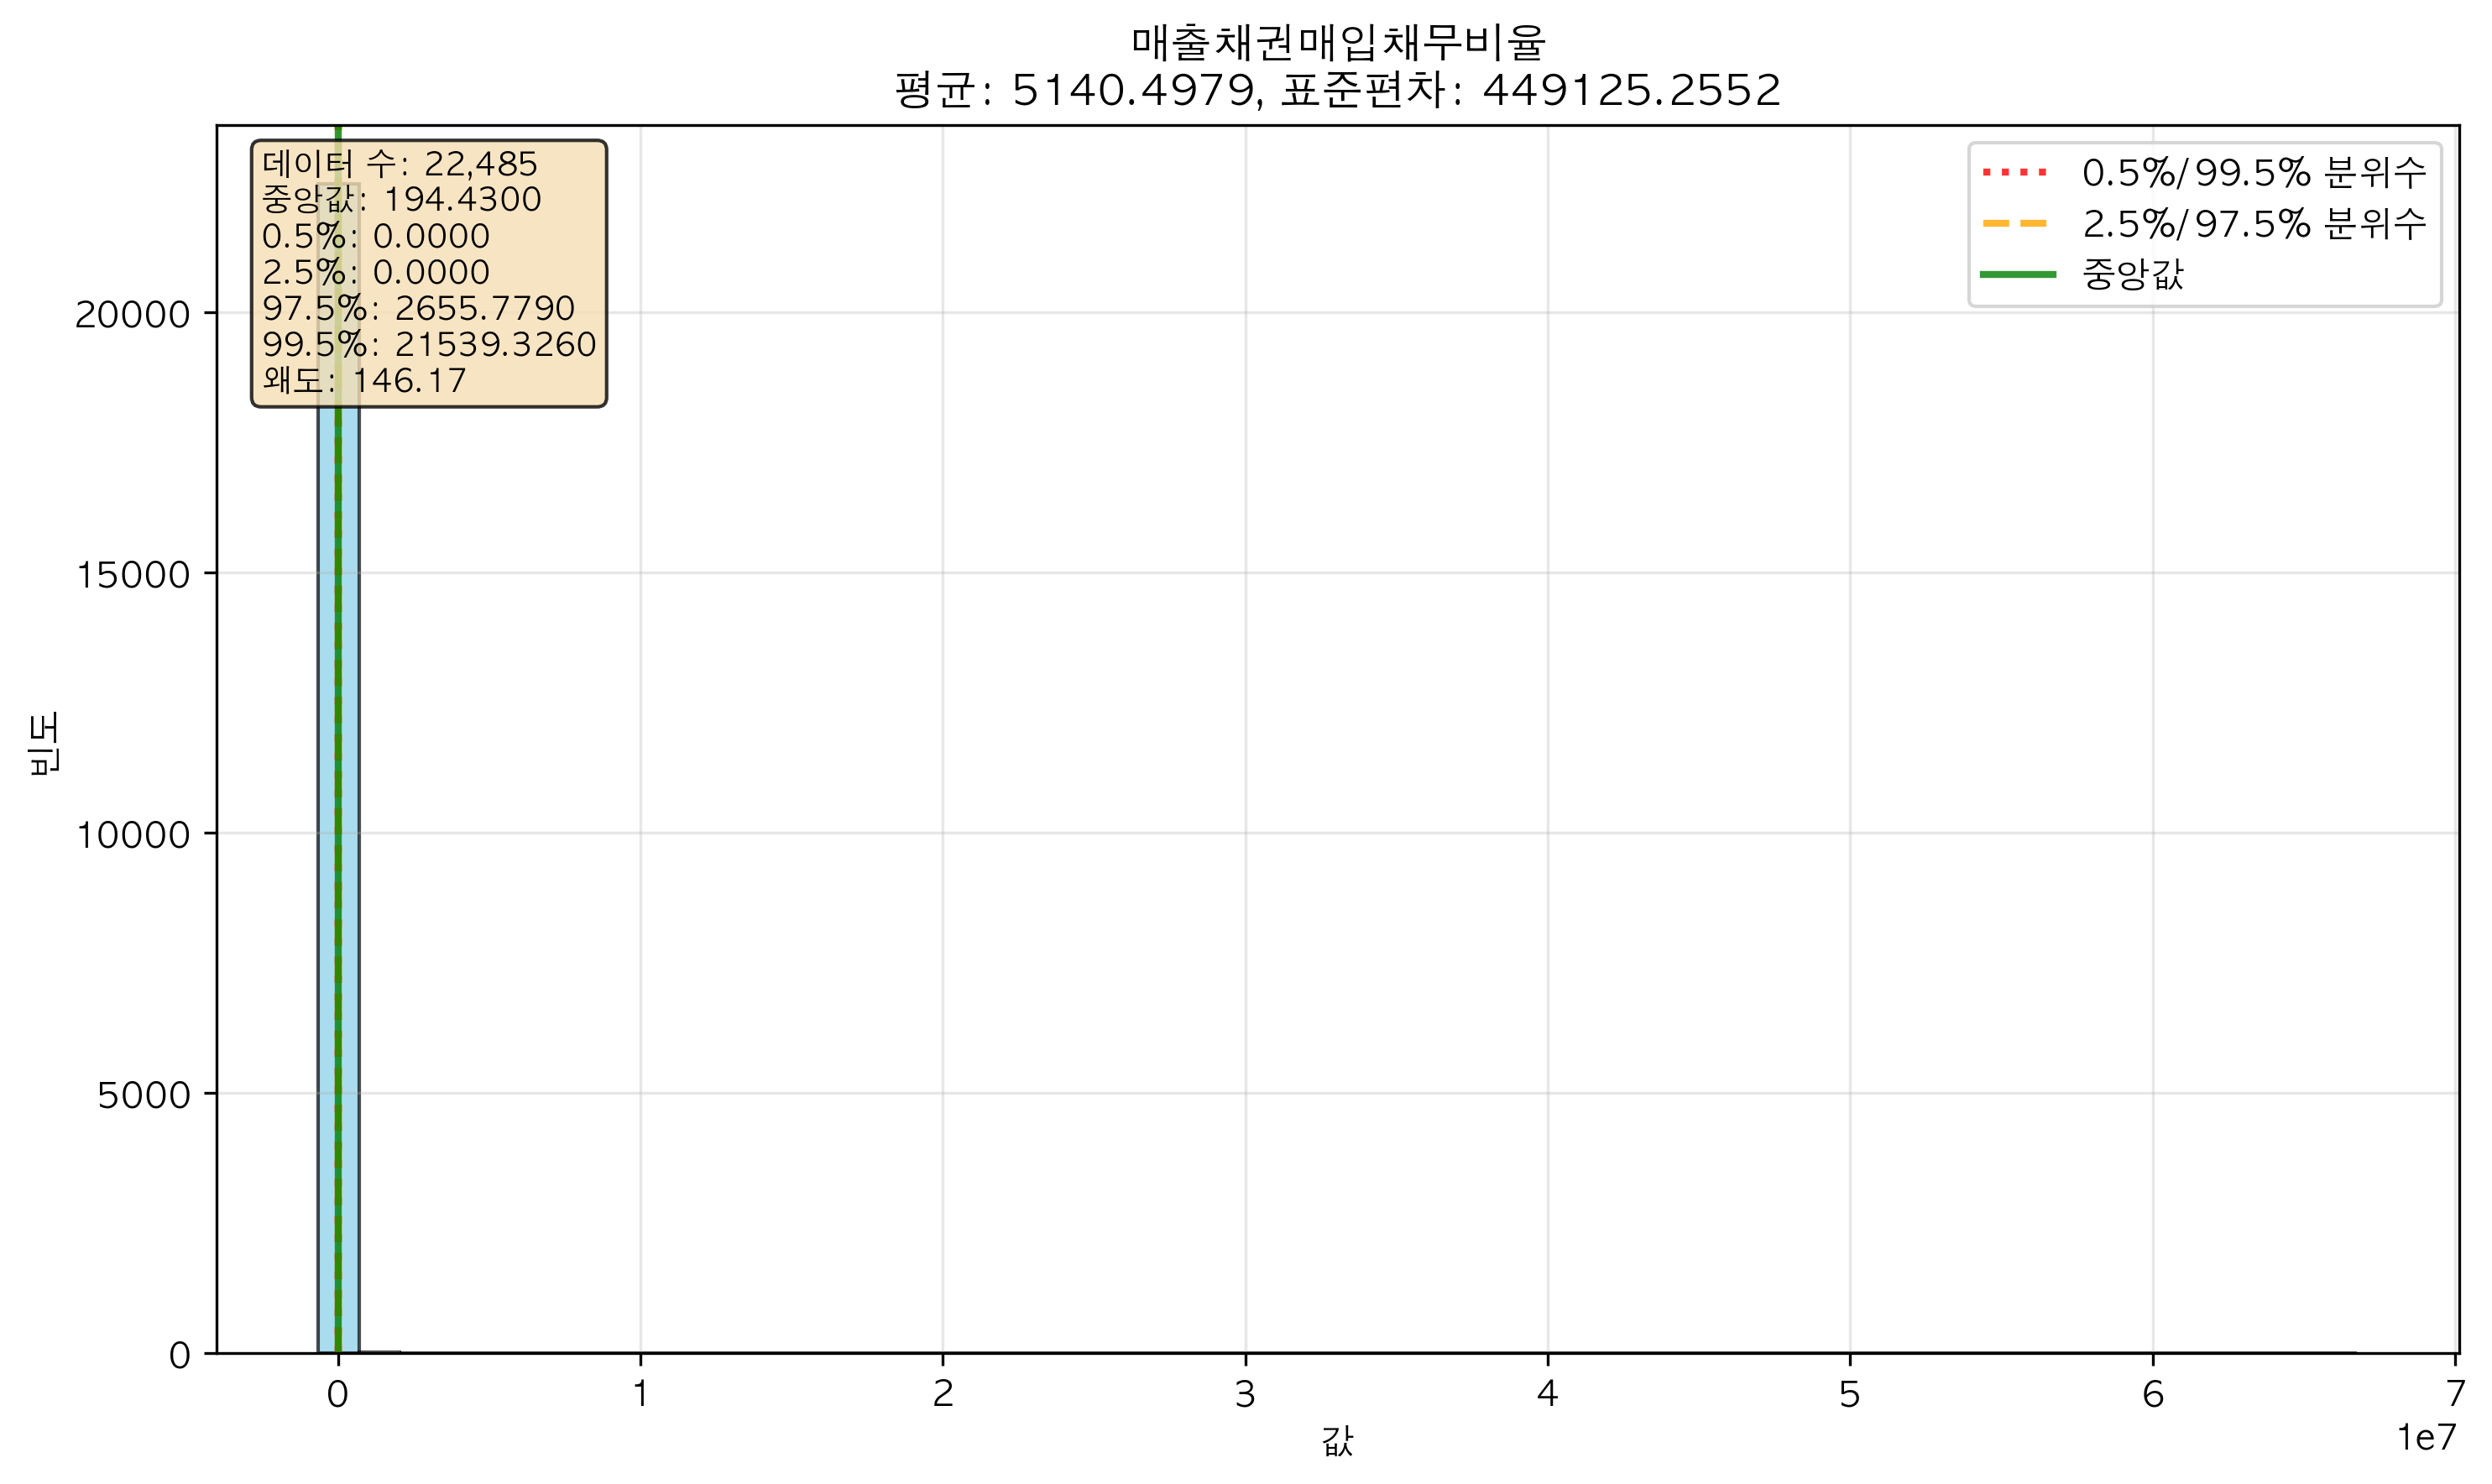 매출채권매입채무비율
평균: 5140.4979, 표준편차: 449125.2552
데이터 수: 22,485
중앙값: 194.4300
0.5%: 0.0000
2.5%: 0.0000
97.5%: 2655.7790
99.5%: 21539.3260
왜도: 146.17
0.5%/99.5% 분위수
2.5%/97.5% 분위수
중앙값
빈도
20000
15000
10000
5000
0
0 1 2 3 4 5 6 7
1e7
값